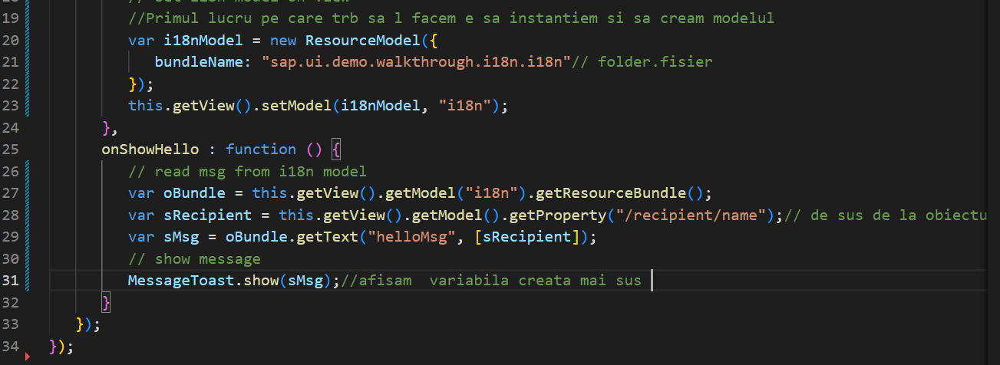 19 //Primul lucru pe care trb sa l facem e sa instantiem si sa cream modelul
20 var i18nModel = new ResourceModel({
21 bundleName: "sap.ui.demo.walkthrough.i18n.i18n"// folder.fisier
22 });
23 this.getView().setModel(i18nModel, "i18n");
24 },
25 onShowHello : function () {
26 // read msg from i18n model
27 var oBundle = this.getView().getModel("i18n").getResourceBundle();
28 var sRecipient = this.getView().getModel().getProperty("/recipient/name");// de sus de la obiectu
29 var sMsg = oBundle.getText("helloMsg", [sRecipient]);
30 // show message
31 MessageToast.show(sMsg);//afisam  variabila creata mai sus
32 }
33 });
34 });